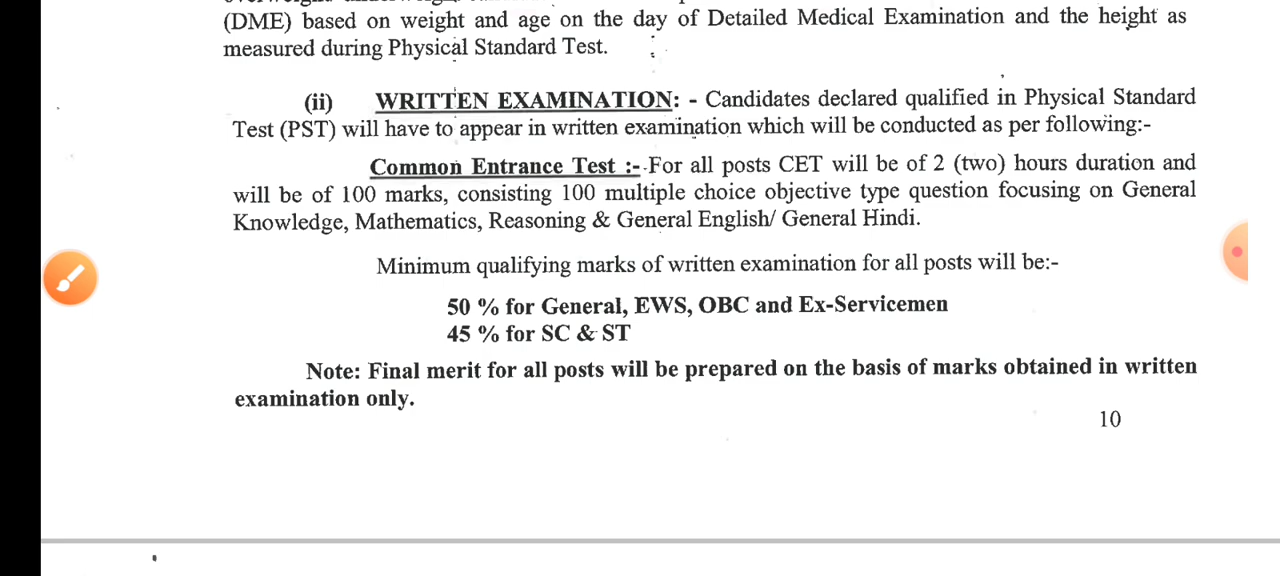 (DME) based on weight and age on the day of Detailed Medical Examination and the height as
measured during Physical Standard Test.
(ii) WRITTEN EXAMINATION: - Candidates declared qualified in Physical Standard
Test (PST) will have to appear in written examination which will be conducted as per following:-
Common Entrance Test :- For all posts CET will be of 2 (two) hours duration and
will be of 100 marks, consisting 100 multiple choice objective type question focusing on General
Knowledge, Mathematics, Reasoning & General English/ General Hindi.
Minimum qualifying marks of written examination for all posts will be:-
50 % for General, EWS, OBC and Ex-Servicemen
45 % for SC & ST
Note: Final merit for all posts will be prepared on the basis of marks obtained in written
examination only.
10